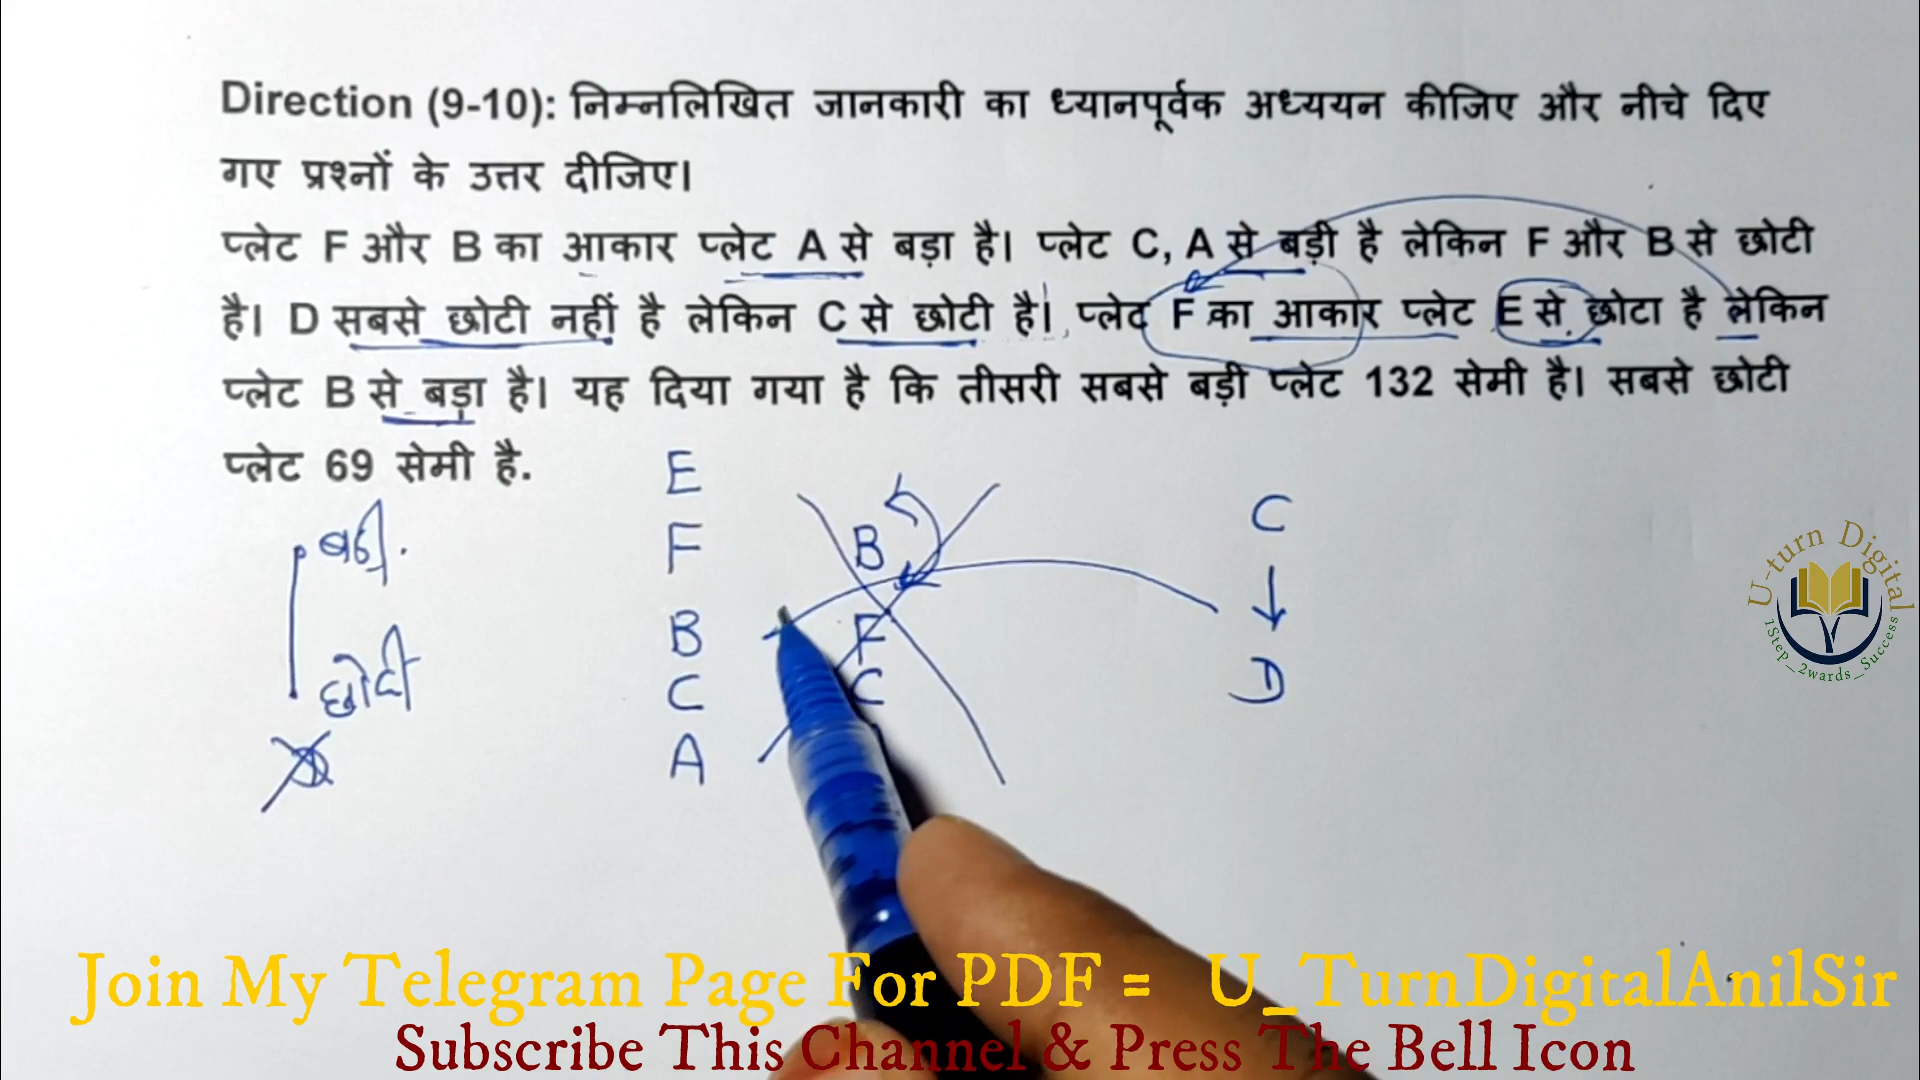 Direction (9-10): निम्नलिखित जानकारी का ध्यानपूर्वक अध्ययन कीजिए और नीचे दिए
गए प्रश्नों के उत्तर दीजिए।
प्लेट F और B का आकार प्लेट A से बड़ा है। प्लेट C, A से बड़ी है लेकिन F और B से छोटी
है। D सबसे छोटी नहीं है लेकिन C से छोटी है। प्लेट F का आकार प्लेट E से छोटा है लेकिन
प्लेट B से बड़ा है। यह दिया गया है कि तीसरी सबसे बड़ी प्लेट 132 सेमी है। सबसे छोटी
प्लेट 69 सेमी है.
बड़ी.
छोटी
E
F
B
C
A
B
F
C
C
D
U-turn Digital
1Step_2wards_Success
Join My Telegram Page For PDF = U_TurnDigitalAnilSir
Subscribe This Channel & Press The Bell Icon